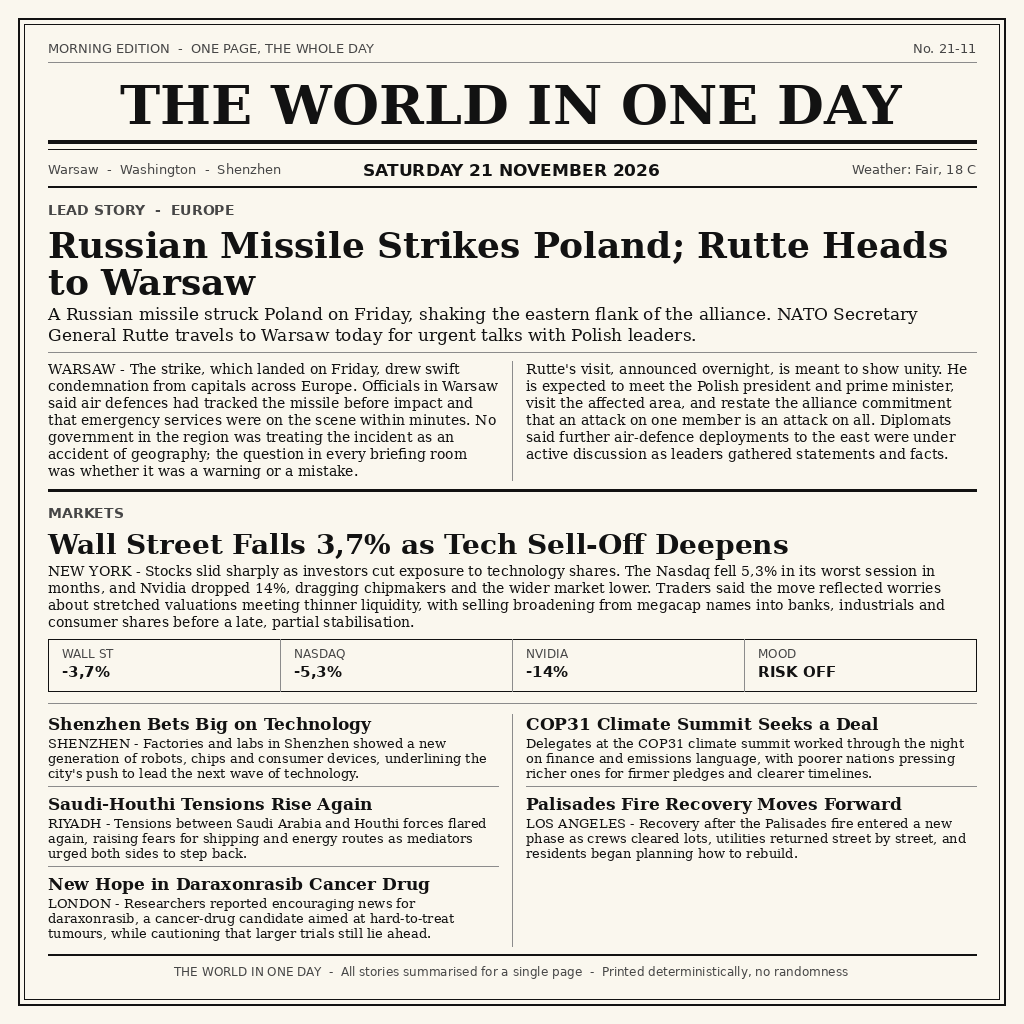 MORNING EDITION - ONE PAGE, THE WHOLE DAY
No. 21-11
THE WORLD IN ONE DAY
Warsaw - Washington - Shenzhen
SATURDAY 21 NOVEMBER 2026
Weather: Fair, 18 C
LEAD STORY - EUROPE
Russian Missile Strikes Poland; Rutte Heads
to Warsaw
A Russian missile struck Poland on Friday, shaking the eastern flank of the alliance. NATO Secretary
General Rutte travels to Warsaw today for urgent talks with Polish leaders.
WARSAW - The strike, which landed on Friday, drew swift
condemnation from capitals across Europe. Officials in Warsaw
said air defences had tracked the missile before impact and
that emergency services were on the scene within minutes. No
government in the region was treating the incident as an
accident of geography; the question in every briefing room
was whether it was a warning or a mistake.
Rutte's visit, announced overnight, is meant to show unity. He
is expected to meet the Polish president and prime minister,
visit the affected area, and restate the alliance commitment
that an attack on one member is an attack on all. Diplomats
said further air-defence deployments to the east were under
active discussion as leaders gathered statements and facts.
MARKETS
Wall Street Falls 3,7% as Tech Sell-Off Deepens
NEW YORK - Stocks slid sharply as investors cut exposure to technology shares. The Nasdaq fell 5,3% in its worst session in
months, and Nvidia dropped 14%, dragging chipmakers and the wider market lower. Traders said the move reflected worries
about stretched valuations meeting thinner liquidity, with selling broadening from megacap names into banks, industrials and
consumer shares before a late, partial stabilisation.
WALL ST
-3,7%
NASDAQ
-5,3%
NVIDIA
-14%
MOOD
RISK OFF
Shenzhen Bets Big on Technology
SHENZHEN - Factories and labs in Shenzhen showed a new
generation of robots, chips and consumer devices, underlining the
city's push to lead the next wave of technology.
Saudi-Houthi Tensions Rise Again
RIYADH - Tensions between Saudi Arabia and Houthi forces flared
again, raising fears for shipping and energy routes as mediators
urged both sides to step back.
New Hope in Daraxonrasib Cancer Drug
LONDON - Researchers reported encouraging news for
daraxonrasib, a cancer-drug candidate aimed at hard-to-treat
tumours, while cautioning that larger trials still lie ahead.
COP31 Climate Summit Seeks a Deal
Delegates at the COP31 climate summit worked through the night
on finance and emissions language, with poorer nations pressing
richer ones for firmer pledges and clearer timelines.
Palisades Fire Recovery Moves Forward
LOS ANGELES - Recovery after the Palisades fire entered a new
phase as crews cleared lots, utilities returned street by street, and
residents began planning how to rebuild.
THE WORLD IN ONE DAY - All stories summarised for a single page - Printed deterministically, no randomness